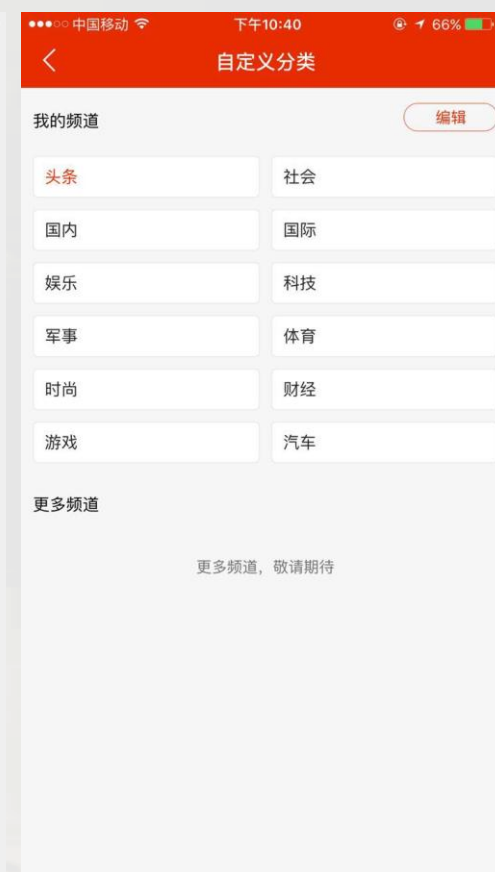 中国移动 下午10:40 66%
自定义分类
我的频道 编辑
头条 社会
国内 国际
娱乐 科技
军事 体育
时尚 财经
游戏 汽车
更多频道
更多频道，敬请期待